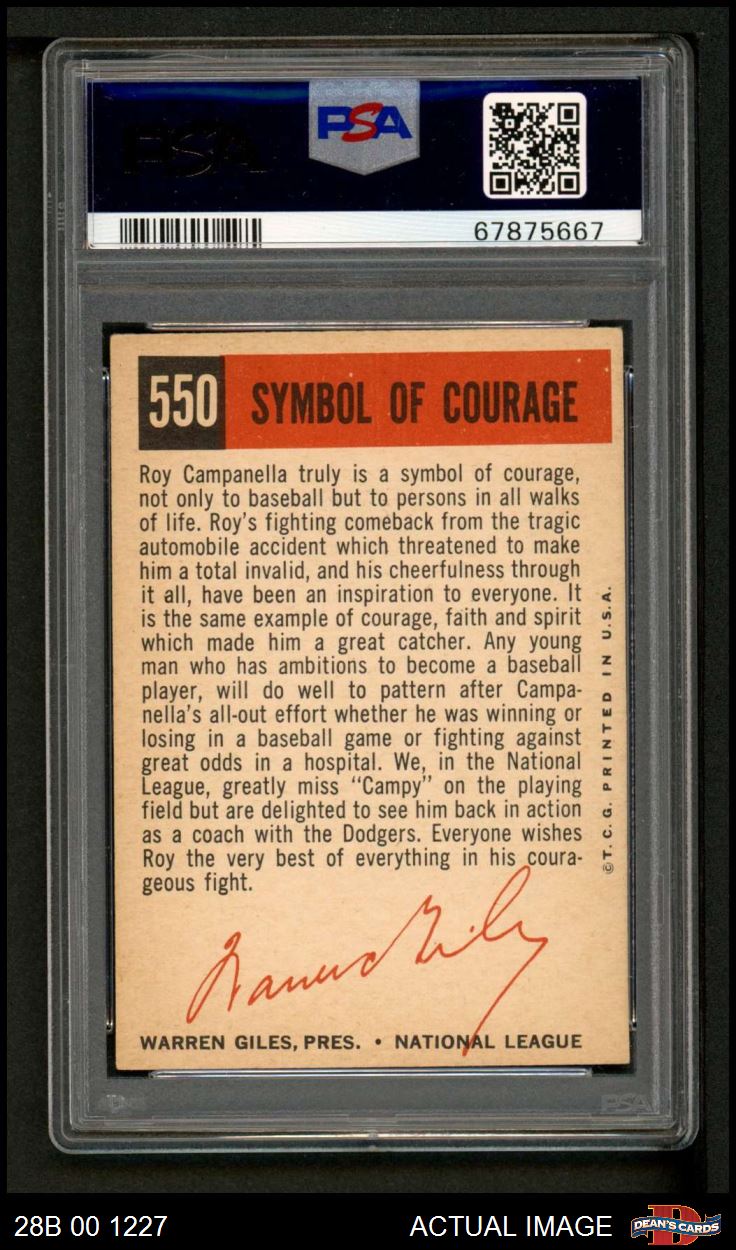 PSA
PSA
67875667
550 SYMBOL OF COURAGE
Roy Campanella truly is a symbol of courage,
not only to baseball but to persons in all walks
of life. Roy's fighting comeback from the tragic
automobile accident which threatened to make
him a total invalid, and his cheerfulness through
it all, have been an inspiration to everyone. It
is the same example of courage, faith and spirit
which made him a great catcher. Any young
man who has ambitions to become a baseball
player, will do well to pattern after Campa-
nella's all-out effort whether he was winning or
losing in a baseball game or fighting against
great odds in a hospital. We, in the National
League, greatly miss "Campy" on the playing
field but are delighted to see him back in action
as a coach with the Dodgers. Everyone wishes
Roy the very best of everything in his coura-
geous fight.
©T. C. G. PRINTED IN U.S.A.
Warren Giles
WARREN GILES, PRES. • NATIONAL LEAGUE
PSA
28B 00 1227
ACTUAL IMAGE
DEAN'S CARDS